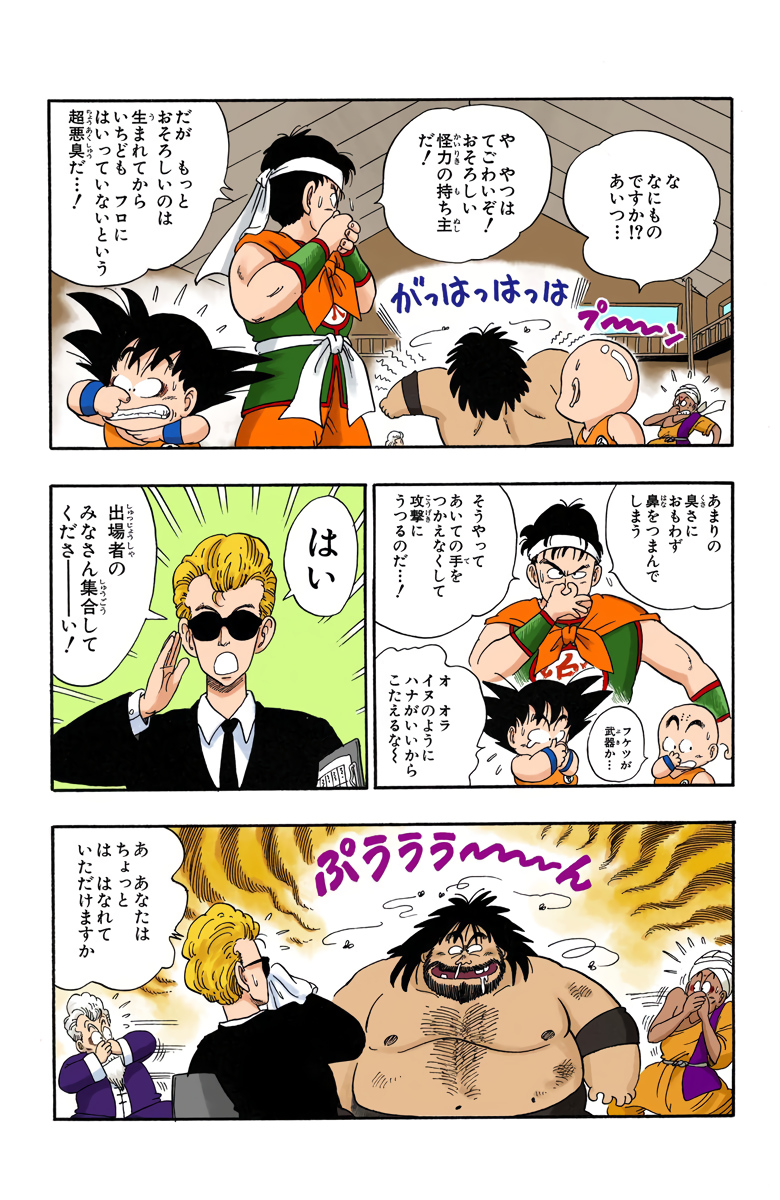 な
なにもの
ですか!?
あいつ…
や やつは
てごわいぞ!
おそろしい
怪力の持ち主
だ!
だが もっと
おそろしいのは
生まれてから
いちども フロに
はいっていないという
超悪臭だ…!
がっはっはっは
プ〜〜〜ン
あまりの
臭さに
おもわず
鼻をつまんで
しまう
そうやって
あいての手を
つかえなくして
攻撃に
うつるのだ…!
フケツが
武器か…
オ オラ
イヌのように
ハナがいいから
こたえるな〜
はい
出場者の
みなさん集合して
くださ───い!
ぷぅぅぅ〜〜〜〜ん
あ あなたは
ちょっと
は はなれて
いただけますか